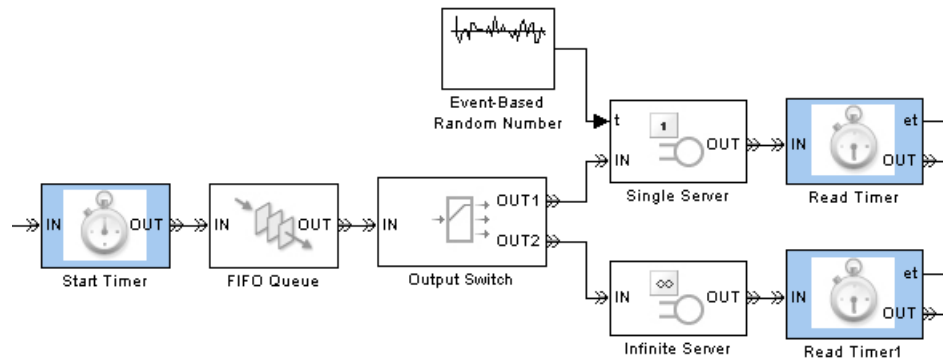 Event-Based
Random Number
t
1
IN
OUT
Single Server
IN
et
OUT
Read Timer
IN
OUT
Start Timer
IN
OUT
FIFO Queue
IN
OUT1
OUT2
Output Switch
IN
∞
OUT
Infinite Server
IN
et
OUT
Read Timer1